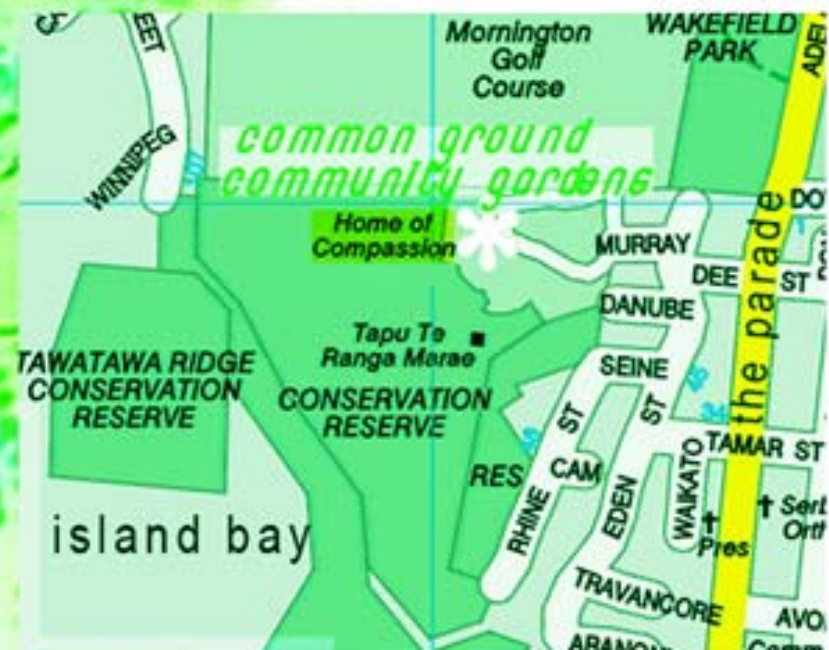 EET
WINNIPEG
Mornington
Golf
Course
WAKEFIELD
PARK
common ground
community gardens
Home of
Compassion
MURRAY
DEE ST
DANUBE
the parade
Tapu Te
Ranga Marae
TAWATAWA RIDGE
CONSERVATION
RESERVE
CONSERVATION
RESERVE
SEINE
ST
ST
34
TAMAR ST
RES
CAM
RHINE
EDEN
WAIKATO
Pres
island bay
TRAVANCORE